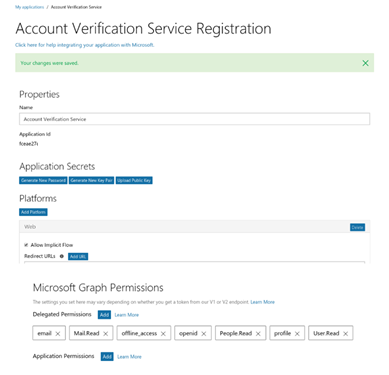 My applications / Account Verification Service
Account Verification Service Registration
Click here for help integrating your application with Microsoft.
Your changes were saved.
Properties
Name
Account Verification Service
Application Id
fceae27i
Application Secrets
Generate New Password Generate New Key Pair Upload Public Key
Platforms
Add Platform
Web Delete
Allow Implicit Flow
Redirect URLs Add URL
Microsoft Graph Permissions
The settings you set here may vary depending on whether you get a token from our V1 or V2 endpoint. Learn More
Delegated Permissions Add Learn More
email Mail.Read offline_access openid People.Read profile User.Read
Application Permissions Add Learn More